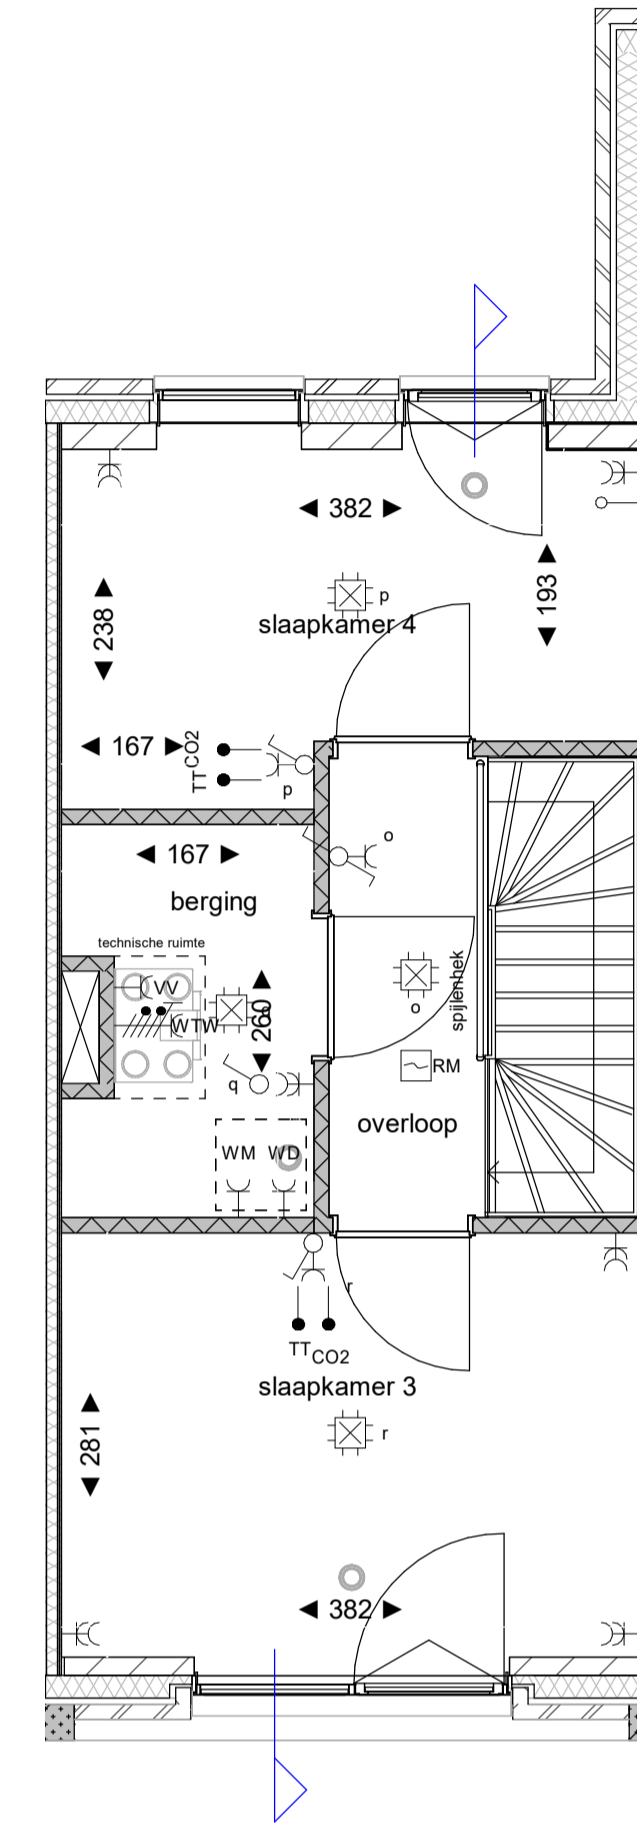 382
p
slaapkamer 4
238
193
167
CO2
TT
p
o
167
berging
technische ruimte
VV
WTW
260
o
spijlenhek
q
RM
overloop
WM WD
r
TT CO2
slaapkamer 3
r
281
382